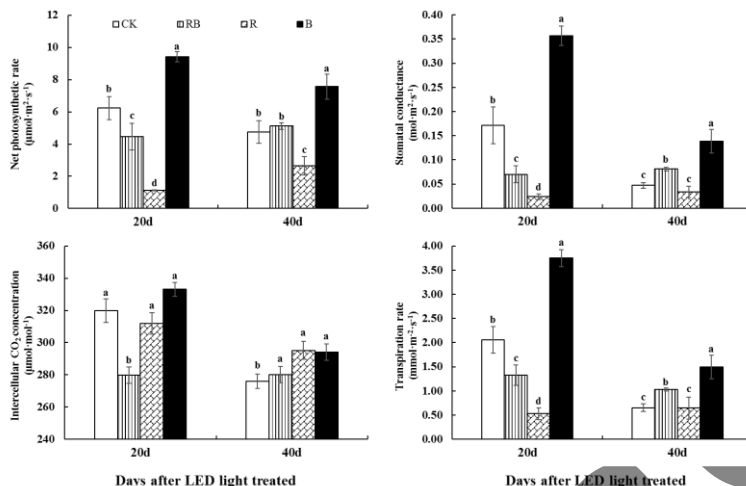 CK RB R B
Net photosynthetic rate
(μmol·m⁻²·s⁻¹)
12
10
8
6
4
2
0
b
c
d
a
b
b
c
a
20d
40d
Stomatal conductance
(mol·m⁻²·s⁻¹)
0.40
0.35
0.30
0.25
0.20
0.15
0.10
0.05
0.00
b
c
d
a
c
b
c
a
20d
40d
Intercellular CO₂ concentration
(μmol·mol⁻¹)
360
340
320
300
280
260
240
a
b
a
a
b
b
a
a
20d
40d
Days after LED light treated
Transpiration rate
(mmol·m⁻²·s⁻¹)
4.00
3.50
3.00
2.50
2.00
1.50
1.00
0.50
0.00
b
c
d
a
c
b
c
a
20d
40d
Days after LED light treated